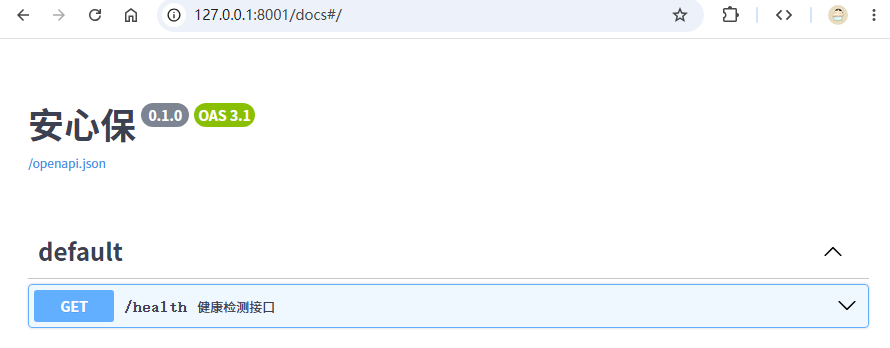 127.0.0.1:8001/docs#/
安心保 0.1.0 OAS 3.1
/openapi.json
default
GET /health 健康检测接口